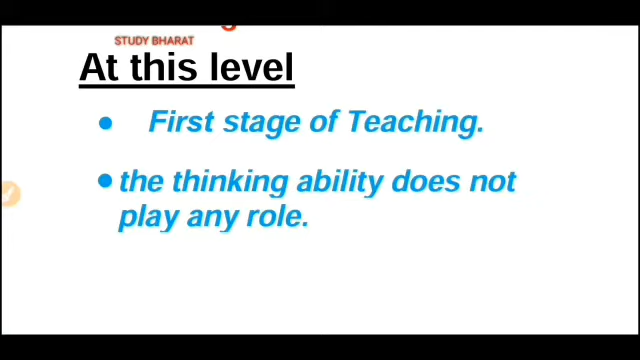 STUDY BHARAT
At this level
• First stage of Teaching.
• the thinking ability does not
play any role.